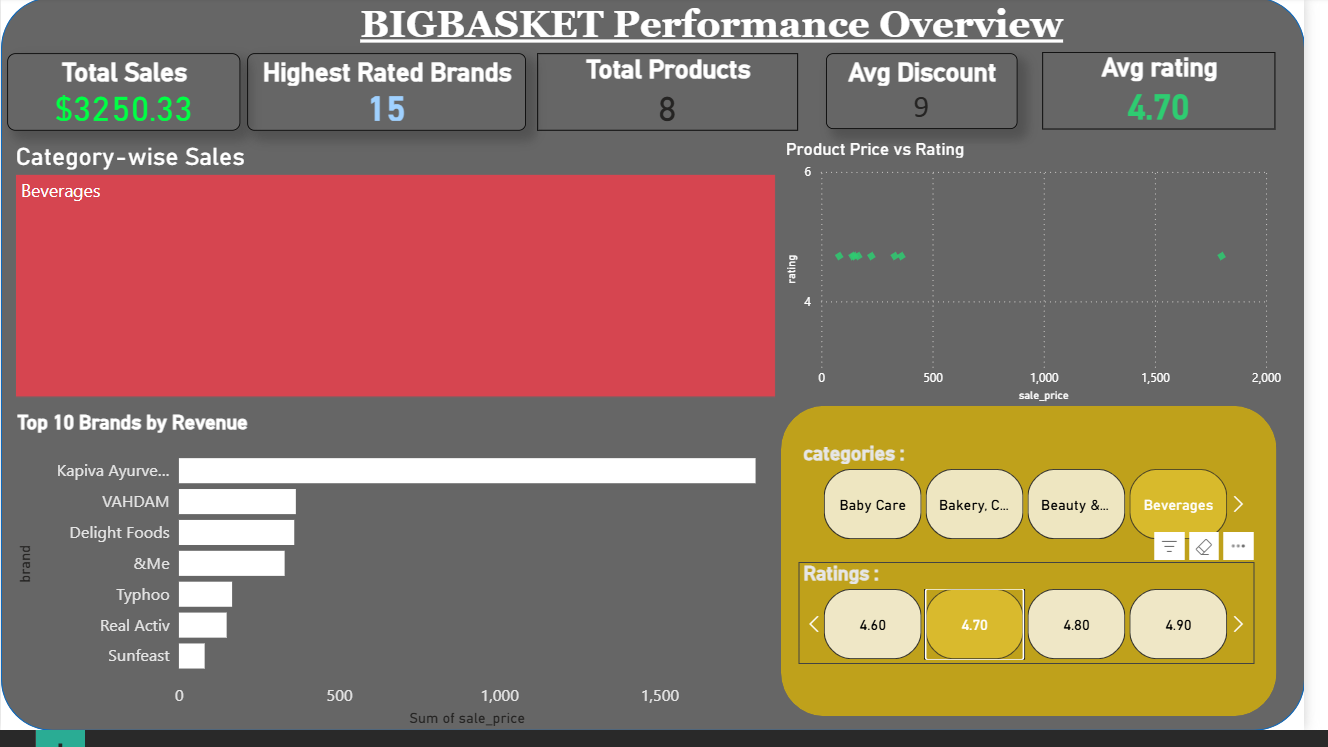 BIGBASKET Performance Overview
Total Sales
$3250.33
Highest Rated Brands
15
Total Products
8
Avg Discount
9
Avg rating
4.70
Category-wise Sales
Beverages
Product Price vs Rating
6
4
rating
0
500
1,000
1,500
2,000
sale_price
Top 10 Brands by Revenue
brand
Kapiva Ayurve...
VAHDAM
Delight Foods
&Me
Typhoo
Real Activ
Sunfeast
0
500
1,000
1,500
Sum of sale_price
categories :
Baby Care
Bakery, C...
Beauty &...
Beverages
Ratings :
4.60
4.70
4.80
4.90